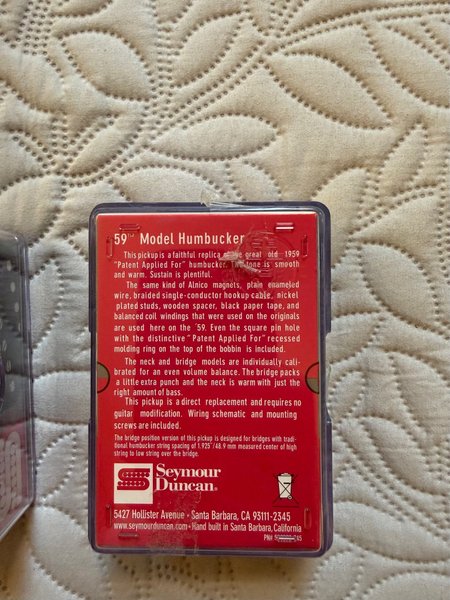 59™ Model Humbucker
This pickup is a faithful replica of the great old 1959
“Patent Applied For” humbucker. The tone is smooth
and warm. Sustain is plentiful.
The same kind of Alnico magnets, plain enameled
wire, braided single-conductor hookup cable, nickel
plated studs, wooden spacer, black paper tape, and
balanced coil windings that were used on the originals
are used here on the ’59. Even the square pin hole
with the distinctive “Patent Applied For” recessed
molding ring on the top of the bobbin is included.
The neck and bridge models are individually cali-
brated for an even volume balance. The bridge packs
a little extra punch and the neck is warm with just the
right amount of bass.
This pickup is a direct replacement and requires no
guitar modification. Wiring schematic and mounting
screws are included.
The bridge position version of this pickup is designed for bridges with tradi-
tional humbucker string spacing of 1.925"/48.9 mm measured center of high
string to low string over the bridge.
Seymour
Duncan®
5427 Hollister Avenue • Santa Barbara, CA 93111-2345
www.seymourduncan.com • Hand built in Santa Barbara, California
PN#